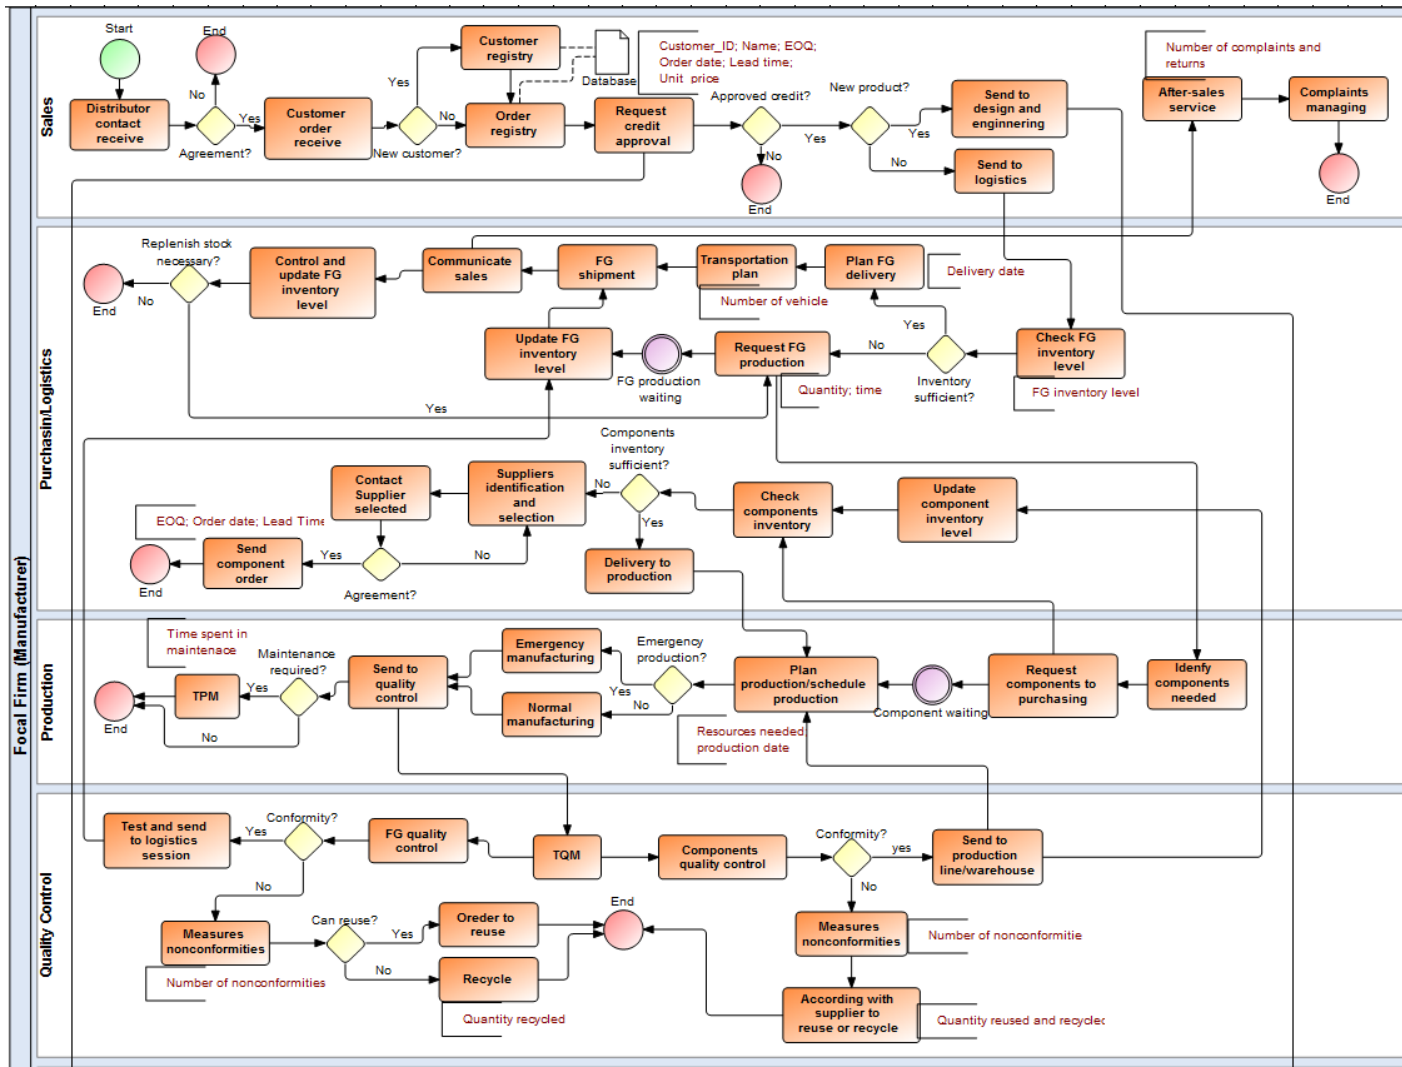 Focal Firm (Manufacturer)
Sales
Start
End
Customer
registry
Database
Customer_ID; Name; EOQ;
Order date; Lead time;
Unit price
Number of complaints and
returns
Distributor
contact
receive
No
Agreement?
Yes
Customer
order
receive
Yes
New customer?
No
Order
registry
Request
credit
approval
Approved credit?
No
End
Yes
New product?
Yes
No
Send to
design and
enginnering
Send to
logistics
After-sales
service
Complaints
managing
End
Purchasin/Logistics
Replenish stock
necessary?
No
End
Control and
update FG
inventory
level
Communicate
sales
FG
shipment
Transportation
plan
Number of vehicle
Plan FG
delivery
Delivery date
Yes
Update FG
inventory
level
FG production
waiting
Request FG
production
Quantity; time
No
Inventory
sufficient?
Check FG
inventory
level
FG inventory level
Yes
Components
inventory
sufficient?
Contact
Supplier
selected
Suppliers
identification
and
selection
No
Yes
Check
components
inventory
Update
component
inventory
level
EOQ; Order date; Lead Time
End
Send
component
order
Yes
Agreement?
No
Delivery to
production
Production
Time spent in
maintenace
Maintenance
required?
End
TPM
Yes
No
Send to
quality
control
Emergency
manufacturing
Normal
manufacturing
Emergency
production?
Yes
No
Plan
production/schedule
production
Resources needed;
production date
Component waiting
Request
components to
purchasing
Idenfy
components
needed
Quality Control
Test and send
to logistics
session
Yes
Conformity?
No
FG quality
control
TQM
Components
quality control
Conformity?
yes
No
Send to
production
line/warehouse
Measures
nonconformities
Number of nonconformities
Can reuse?
Yes
No
Oreder to
reuse
Recycle
Quantity recycled
End
Measures
nonconformities
Number of nonconformitie
According with
supplier to
reuse or recycle
Quantity reused and recyclec